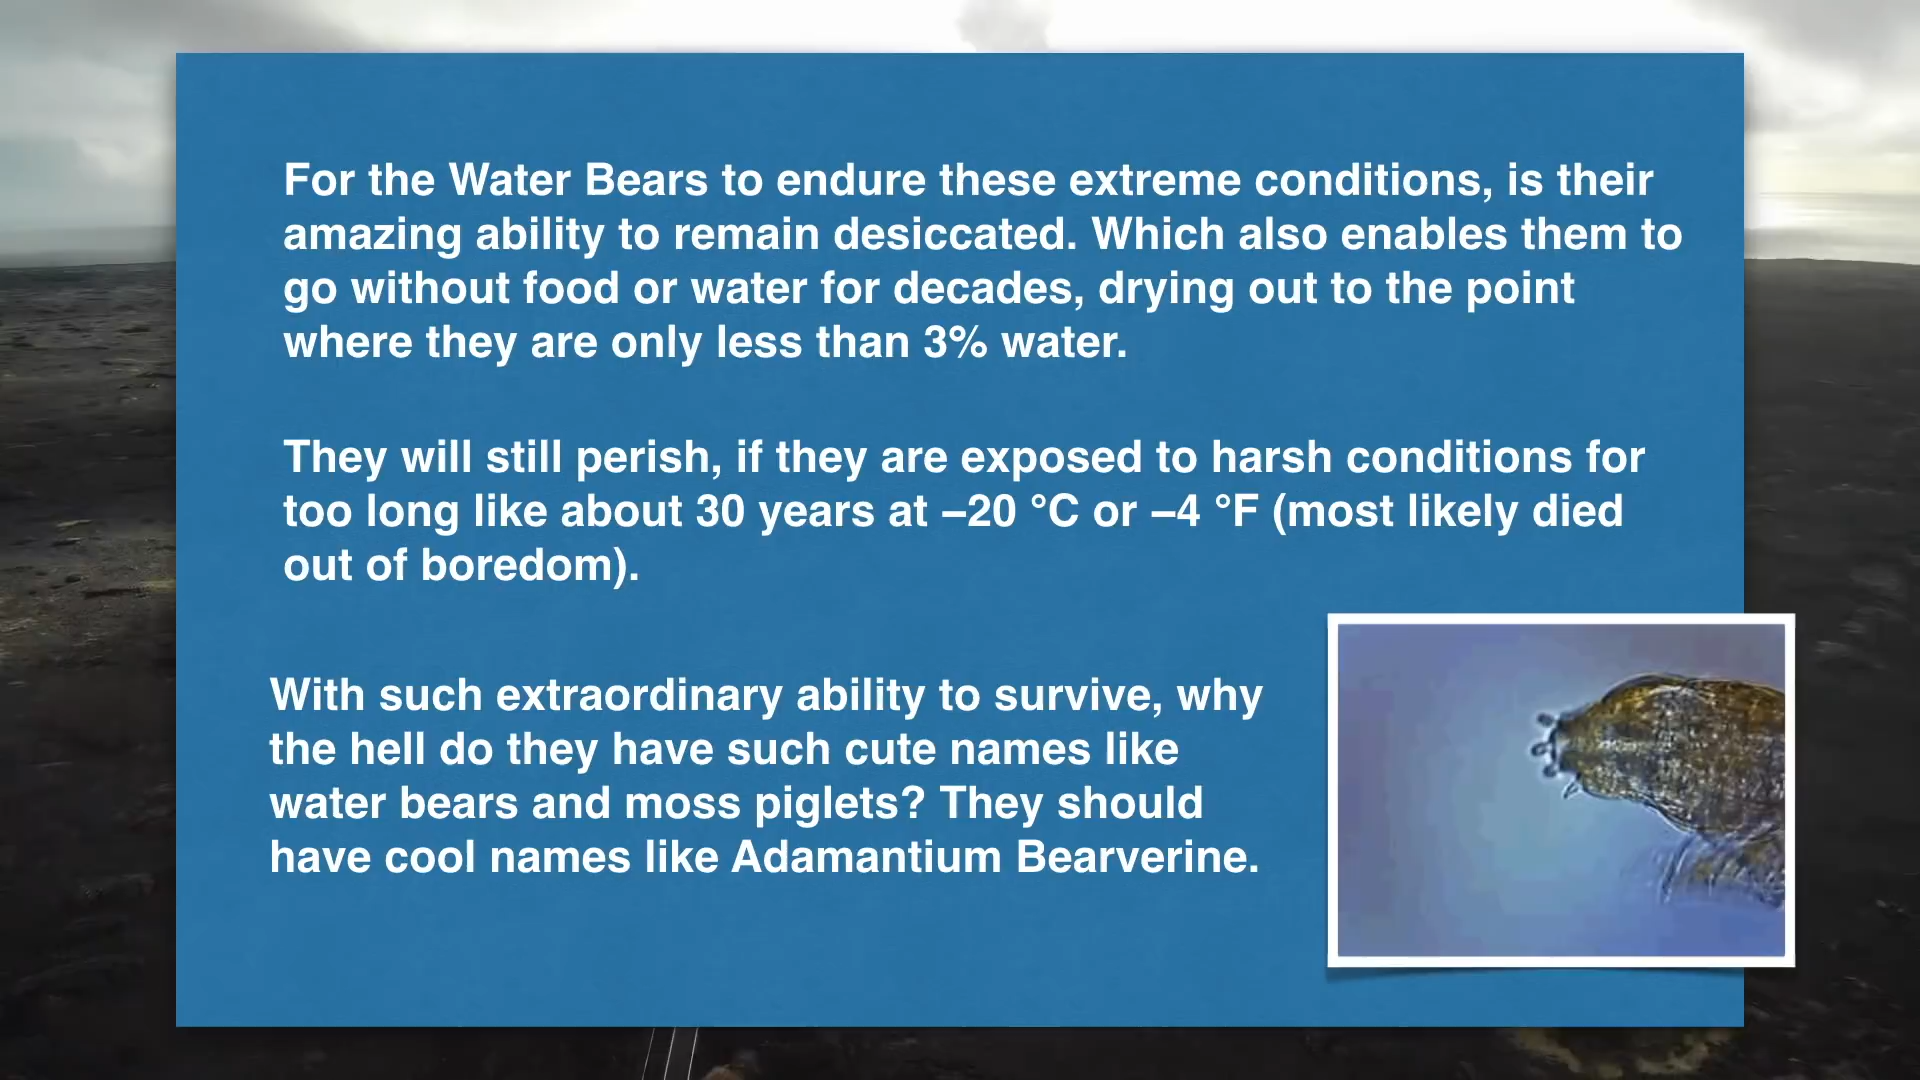 For the Water Bears to endure these extreme conditions, is their
amazing ability to remain desiccated. Which also enables them to
go without food or water for decades, drying out to the point
where they are only less than 3% water.
They will still perish, if they are exposed to harsh conditions for
too long like about 30 years at –20 °C or –4 °F (most likely died
out of boredom).
With such extraordinary ability to survive, why
the hell do they have such cute names like
water bears and moss piglets? They should
have cool names like Adamantium Bearverine.